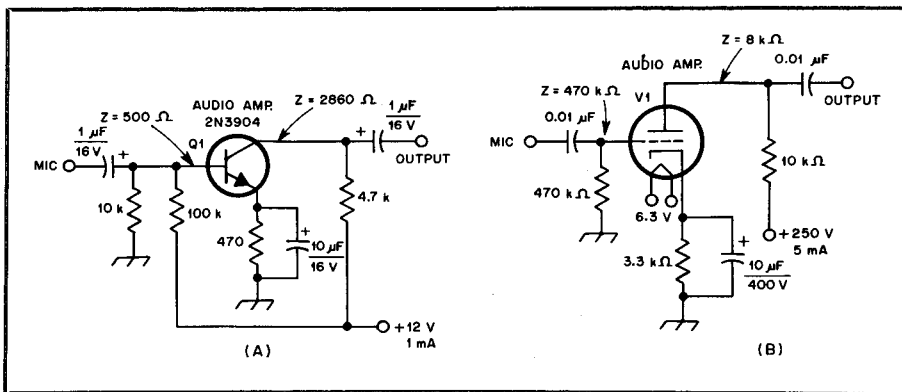 Z = 500 Ω
AUDIO AMP.
2N3904
Z = 2860 Ω
Q1
1 µF
16 V
+
MIC
10 k
100 k
+
1 µF
16 V
OUTPUT
4.7 k
470
+
10 µF
16 V
+12 V
1 mA
(A)
AUDIO AMP.
V1
Z = 8 kΩ
0.01 µF
OUTPUT
Z = 470 kΩ
0.01 µF
MIC
470 kΩ
6.3 V
10 kΩ
+250 V
5 mA
3.3 kΩ
+
10 µF
400 V
(B)